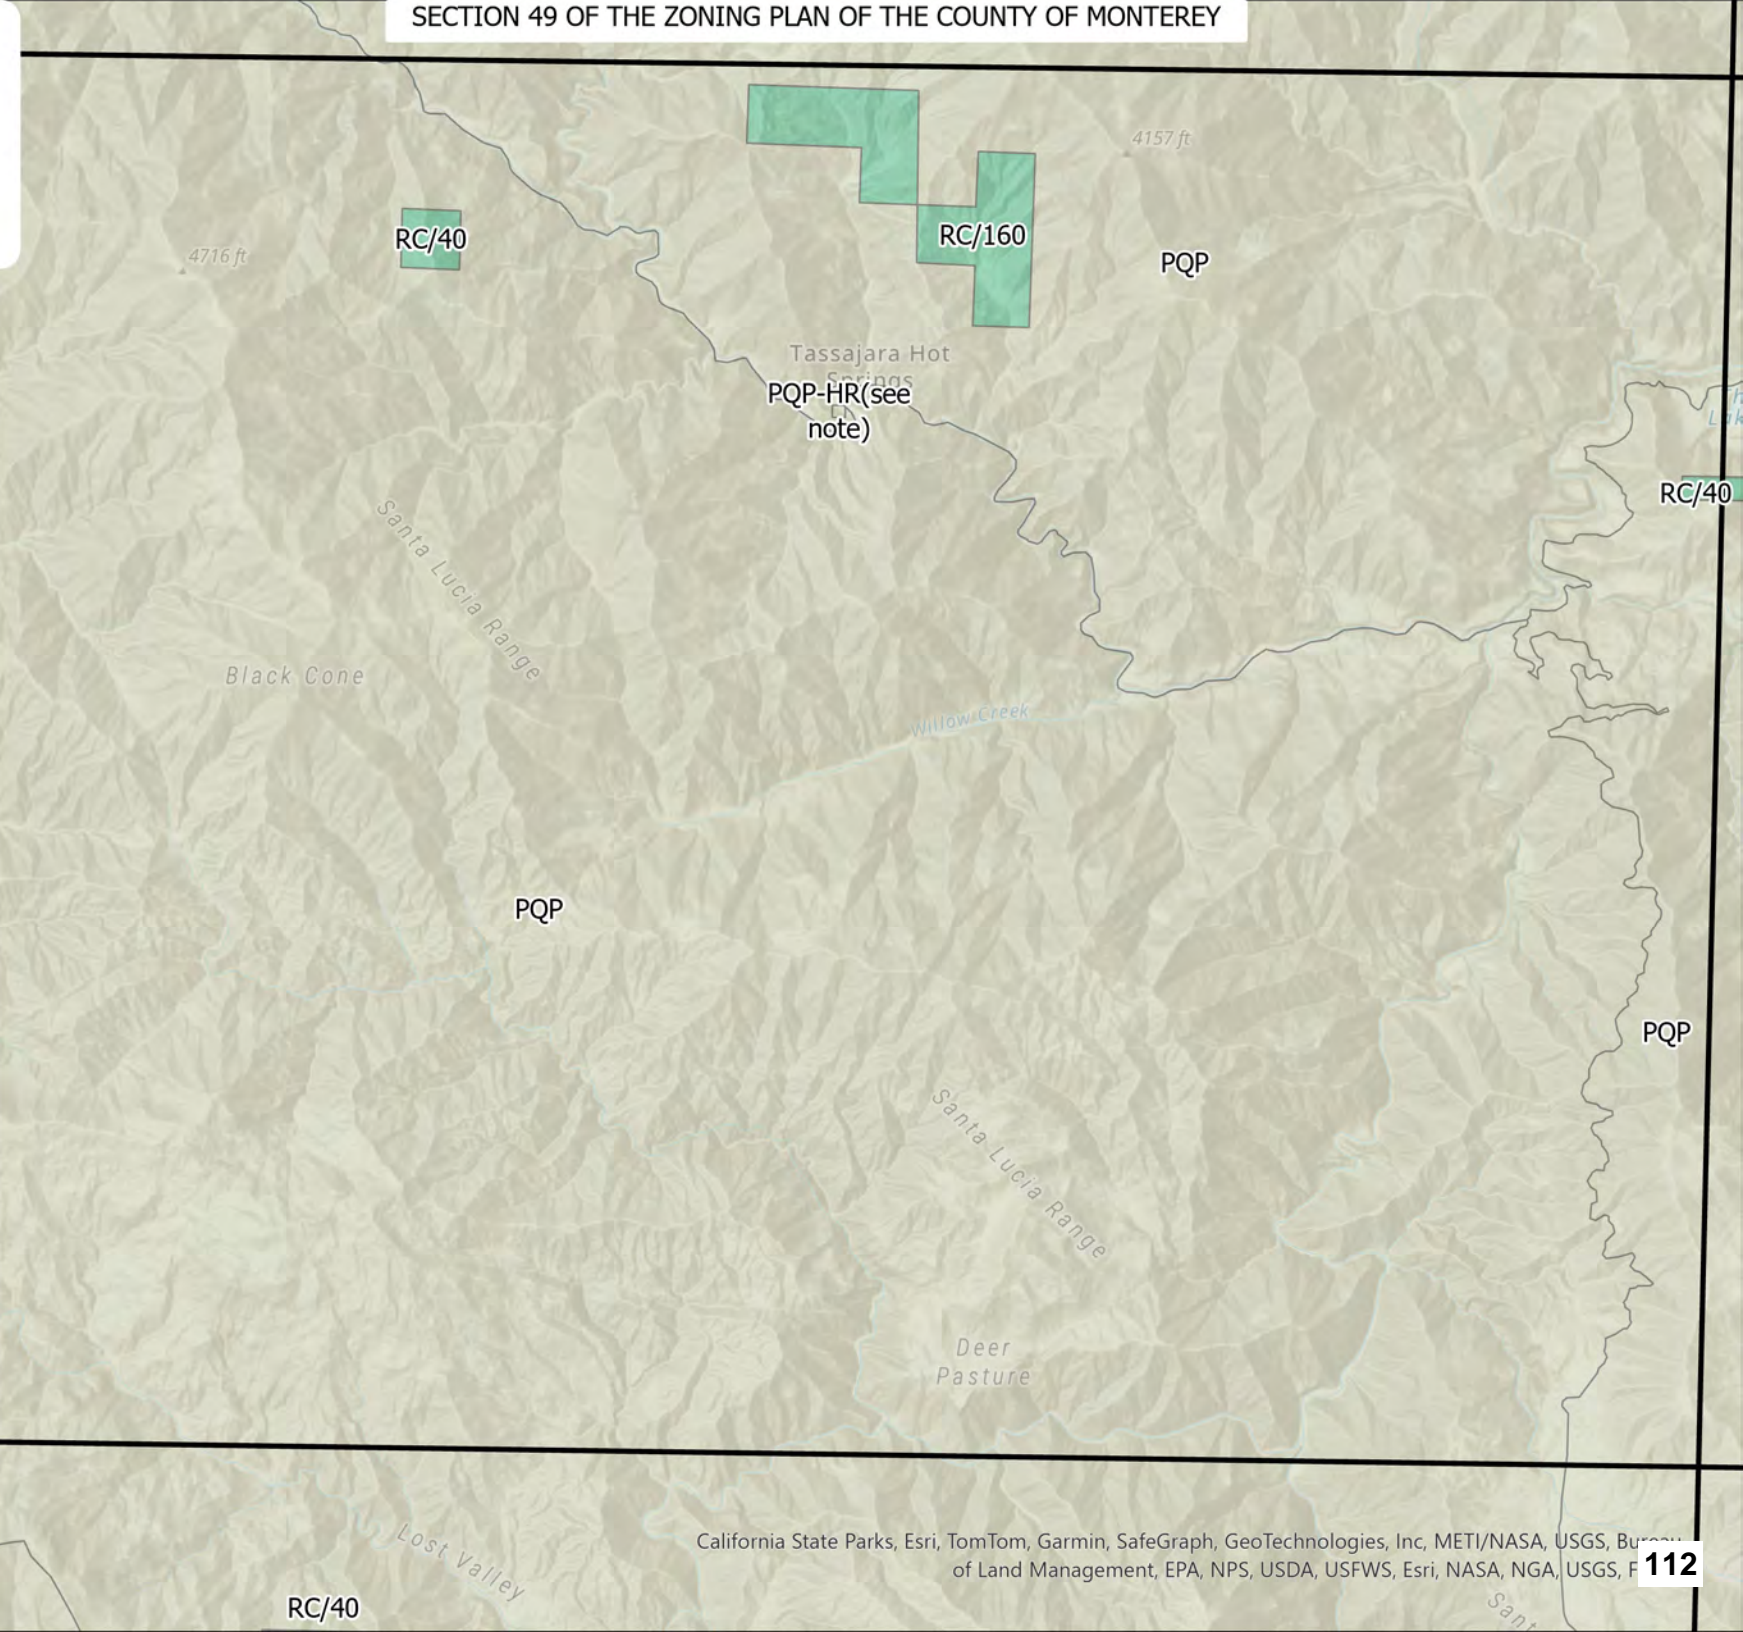 SECTION 49 OF THE ZONING PLAN OF THE COUNTY OF MONTEREY
4157 ft
RC/40
RC/160
4716 ft
PQP
Tassajara Hot
Springs
PQP-HR(see
note)
RC/40
Santa Lucia Range
Black Cone
Willow Creek
PQP
PQP
Santa Lucia Range
Deer
Pasture
California State Parks, Esri, TomTom, Garmin, SafeGraph, GeoTechnologies, Inc, METI/NASA, USGS, Bureau
of Land Management, EPA, NPS, USDA, USFWS, Esri, NASA, NGA, USGS, F
112
Lost Valley
RC/40
Sant